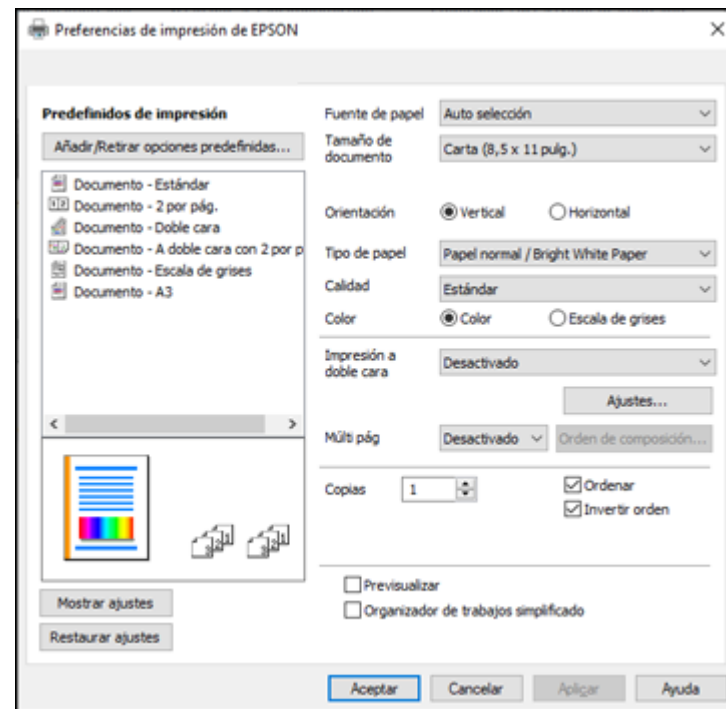 Preferencias de impresión de EPSON
Predefinidos de impresión
Añadir/Retirar opciones predefinidas...
Documento - Estándar
Documento - 2 por pág.
Documento - Doble cara
Documento - A doble cara con 2 por p
Documento - Escala de grises
Documento - A3
Mostrar ajustes
Restaurar ajustes
Fuente de papel Auto selección
Tamaño de
documento Carta (8,5 x 11 pulg.)
Orientación Vertical Horizontal
Tipo de papel Papel normal / Bright White Paper
Calidad Estándar
Color Color Escala de grises
Impresión a
doble cara Desactivado
Ajustes...
Múlti pág Desactivado Orden de composición...
Copias 1 Ordenar
Invertir orden
Previsualizar
Organizador de trabajos simplificado
Aceptar Cancelar Aplicar Ayuda